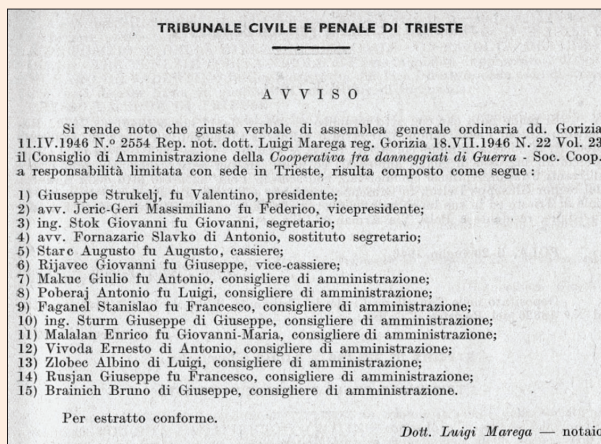 TRIBUNALE CIVILE E PENALE DI TRIESTE
AVVISO
Si rende noto che giusta verbale di assemblea generale ordinaria dd. Gorizia
11.IV.1946 N.º 2554 Rep. not. dott. Luigi Marega reg. Gorizia 18.VII.1946 N. 22 Vol. 23
il Consiglio di Amministrazione della Cooperativa fra danneggiati di Guerra - Soc. Coop.
a responsabilità limitata con sede in Trieste, risulta composto come segue :
1) Giuseppe Strukelj, fu Valentino, presidente;
2) avv. Jeric-Geri Massimiliano fu Federico, vicepresidente;
3) ing. Stok Giovanni fu Giovanni, segretario;
4) avv. Fornazaric Slavko di Antonio, sostituto segretario;
5) Starc Augusto fu Augusto, cassiere;
6) Rijavec Giovanni fu Giuseppe, vice-cassiere;
7) Makuc Giulio fu Antonio, consigliere di amministrazione;
8) Poberaj Antonio fu Luigi, consigliere di amministrazione;
9) Faganel Stanislao fu Francesco, consigliere di amministrazione;
10) ing. Sturm Giuseppe di Giuseppe, consigliere di amministrazione;
11) Malalan Enrico fu Giovanni-Maria, consigliere di amministrazione;
12) Vivoda Ernesto di Antonio, consigliere di amministrazione;
13) Zlobec Albino di Luigi, consigliere di amministrazione;
14) Rusjan Giuseppe fu Francesco, consigliere di amministrazione;
15) Brainich Bruno di Giuseppe, consigliere di amministrazione.
Per estratto conforme.
Dott. Luigi Marega — notaio